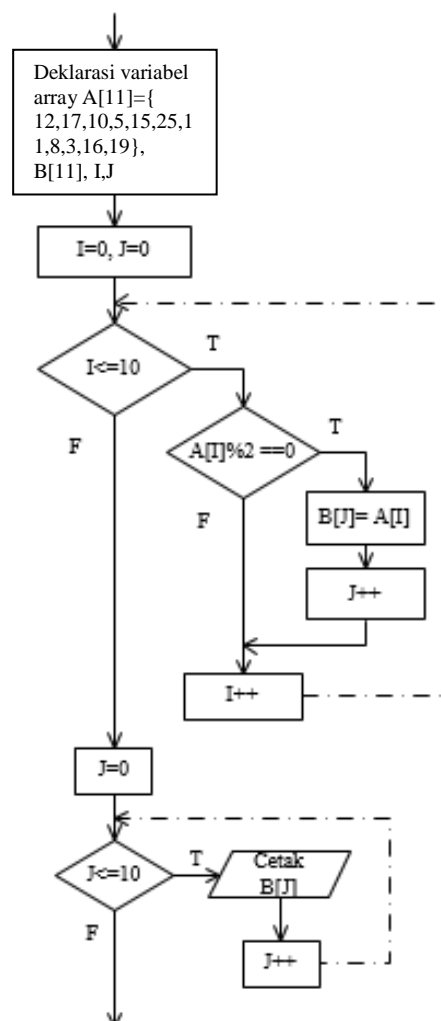 Deklarasi variabel
array A[11]={
12,17,10,5,15,25,1
1,8,3,16,19},
B[11], I,J
I=0, J=0
I<=10
T
F
A[I]%2 ==0
T
F
B[J]= A[I]
J++
I++
J=0
J<=10
T
F
Cetak
B[J]
J++